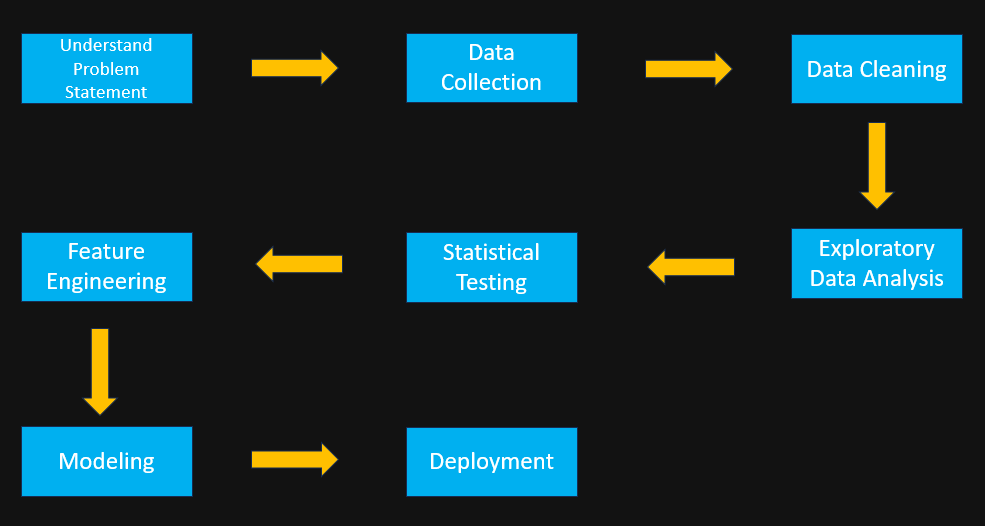 Understand
Problem
Statement
Data
Collection
Data Cleaning
Exploratory
Data Analysis
Statistical
Testing
Feature
Engineering
Modeling
Deployment